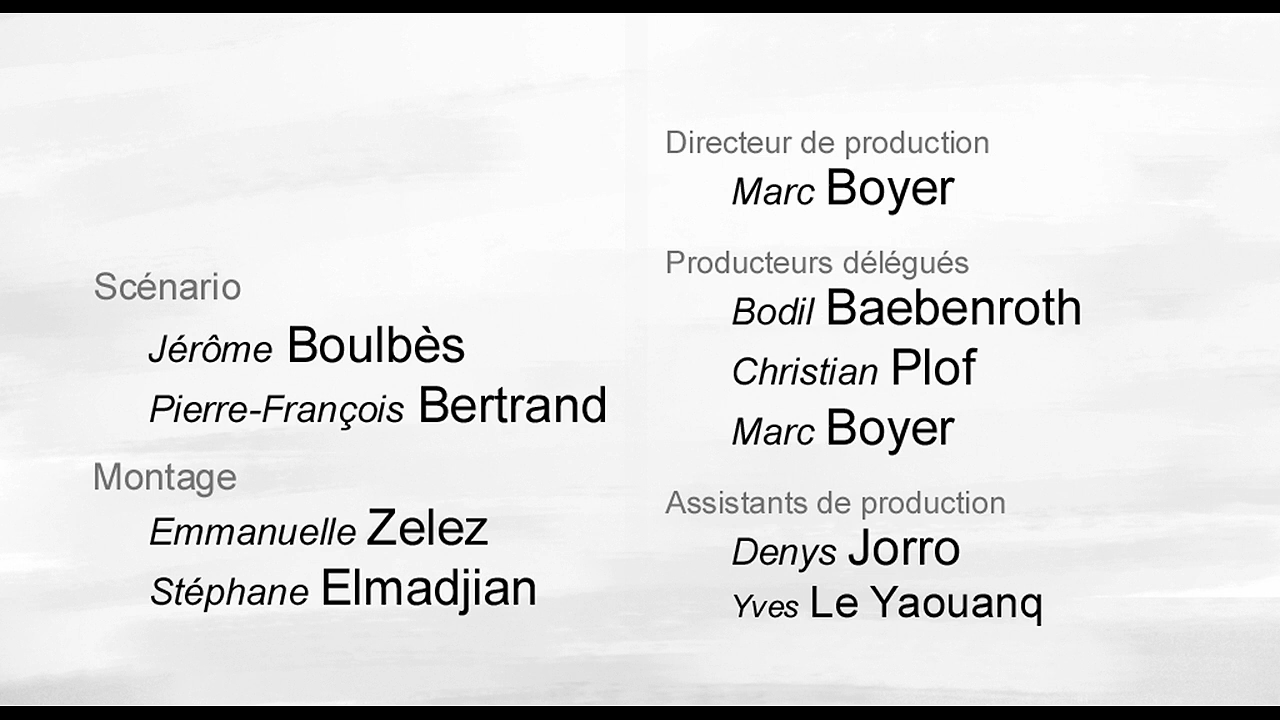 Scénario
Jérôme Boulbès
Pierre-François Bertrand
Montage
Emmanuelle Zelez
Stéphane Elmadjian
Directeur de production
Marc Boyer
Producteurs délégués
Bodil Baebenroth
Christian Plof
Marc Boyer
Assistants de production
Denys Jorro
Yves Le Yaouanq